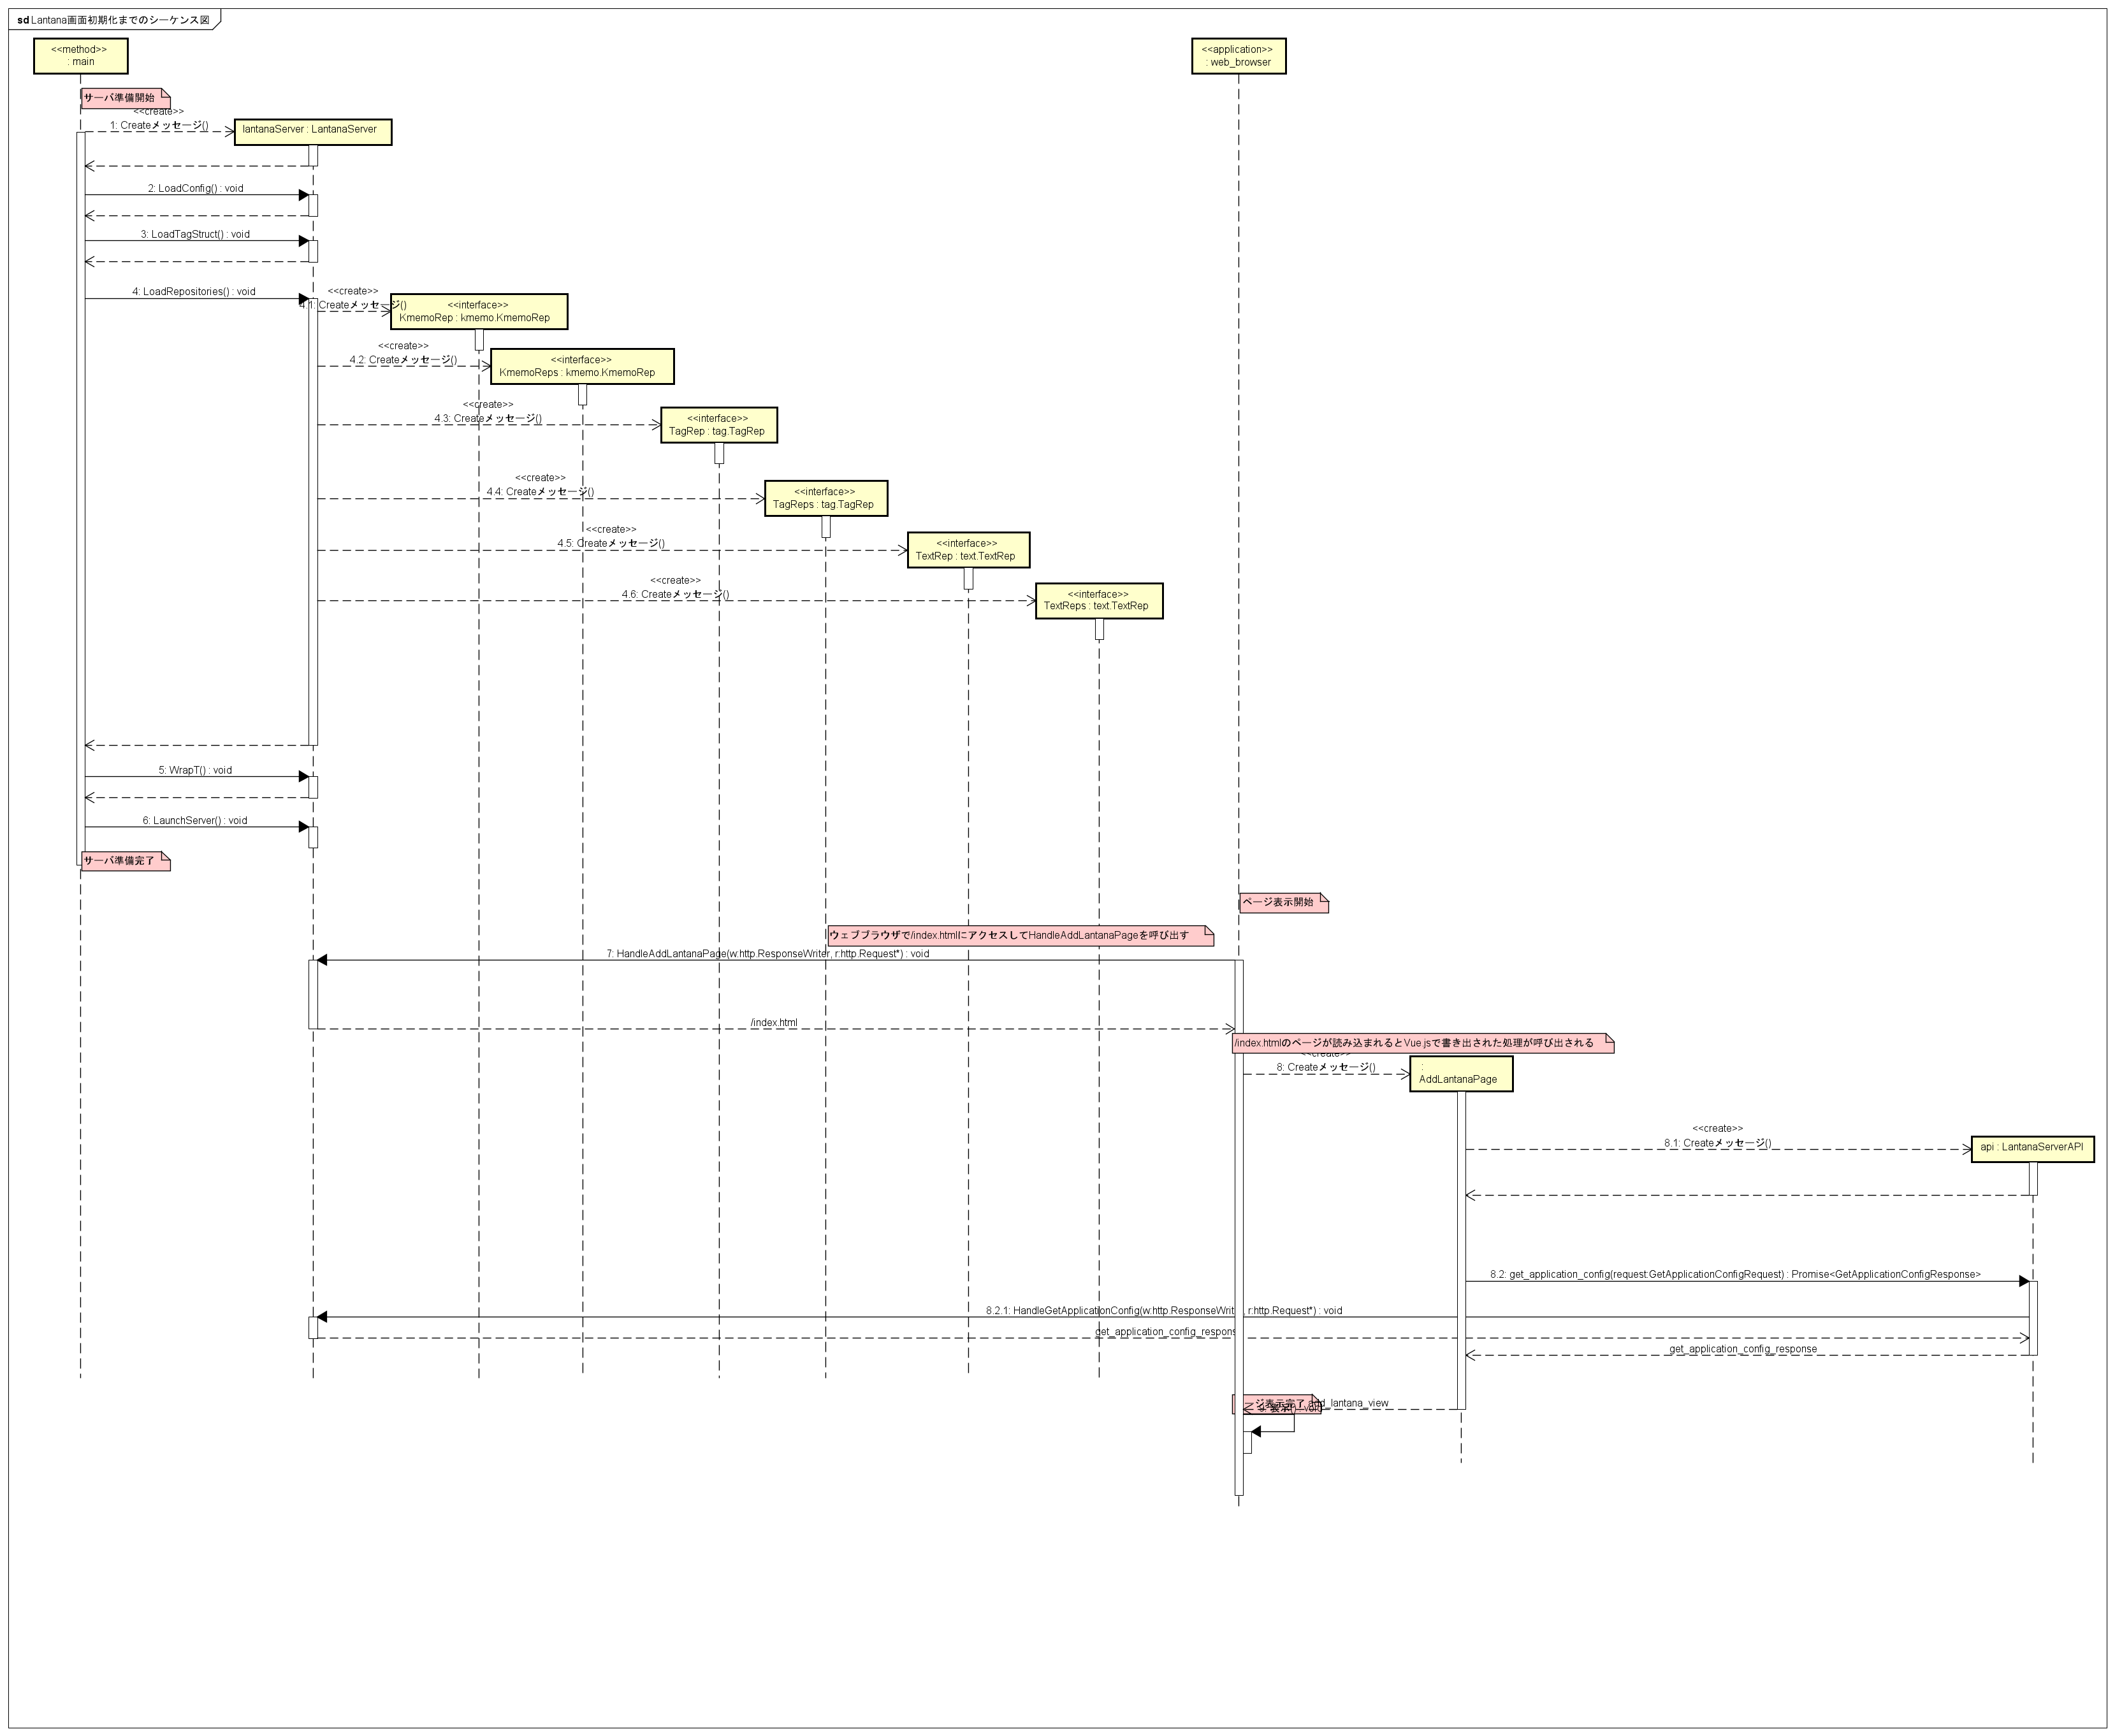 sd Lantana画面初期化までのシーケンス図
<<method>>
: main
<<application>>
: web_browser
サーバ準備開始
<<create>>
1: Createメッセージ()
lantanaServer : LantanaServer
2: LoadConfig() : void
3: LoadTagStruct() : void
4: LoadRepositories() : void
<<create>>
4.1: Createメッセージ()
<<interface>>
KmemoRep : kmemo.KmemoRep
<<create>>
4.2: Createメッセージ()
<<interface>>
KmemoReps : kmemo.KmemoRep
<<create>>
4.3: Createメッセージ()
<<interface>>
TagRep : tag.TagRep
<<create>>
4.4: Createメッセージ()
<<interface>>
TagReps : tag.TagRep
<<create>>
4.5: Createメッセージ()
<<interface>>
TextRep : text.TextRep
<<create>>
4.6: Createメッセージ()
<<interface>>
TextReps : text.TextRep
5: WrapT() : void
6: LaunchServer() : void
サーバ準備完了
ページ表示開始
ウェブブラウザで/index.htmlにアクセスしてHandleAddLantanaPageを呼び出す
7: HandleAddLantanaPage(w:http.ResponseWriter, r:http.Request*) : void
/index.html
/index.htmlのページが読み込まれるとVue.jsで書き出された処理が呼び出される
<<create>>
8: Createメッセージ()
:
AddLantanaPage
<<create>>
8.1: Createメッセージ()
api : LantanaServerAPI
8.2: get_application_config(request:GetApplicationConfigRequest) : Promise<GetApplicationConfigResponse>
8.2.1: HandleGetApplicationConfig(w:http.ResponseWriter, r:http.Request*) : void
get_application_config_respons
get_application_config_response
ージ表示完了
add_lantana_view
表示() : void